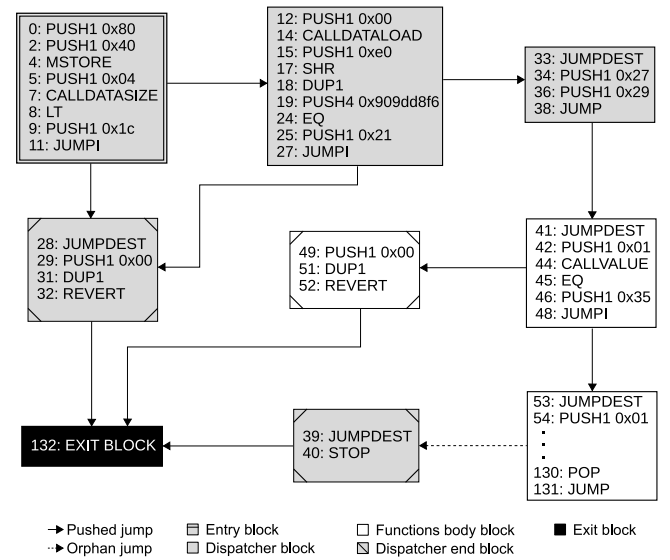 0: PUSH1 0x80
2: PUSH1 0x40
4: MSTORE
5: PUSH1 0x04
7: CALLDATASIZE
8: LT
9: PUSH1 0x1c
11: JUMPI
12: PUSH1 0x00
14: CALLDATALOAD
15: PUSH1 0xe0
17: SHR
18: DUP1
19: PUSH4 0x909dd8f6
24: EQ
25: PUSH1 0x21
27: JUMPI
33: JUMPDEST
34: PUSH1 0x27
36: PUSH1 0x29
38: JUMP
28: JUMPDEST
29: PUSH1 0x00
31: DUP1
32: REVERT
49: PUSH1 0x00
51: DUP1
52: REVERT
41: JUMPDEST
42: PUSH1 0x01
44: CALLVALUE
45: EQ
46: PUSH1 0x35
48: JUMPI
132: EXIT BLOCK
39: JUMPDEST
40: STOP
53: JUMPDEST
54: PUSH1 0x01
.
.
.
130: POP
131: JUMP
Pushed jump
Entry block
Functions body block
Exit block
Orphan jump
Dispatcher block
Dispatcher end block